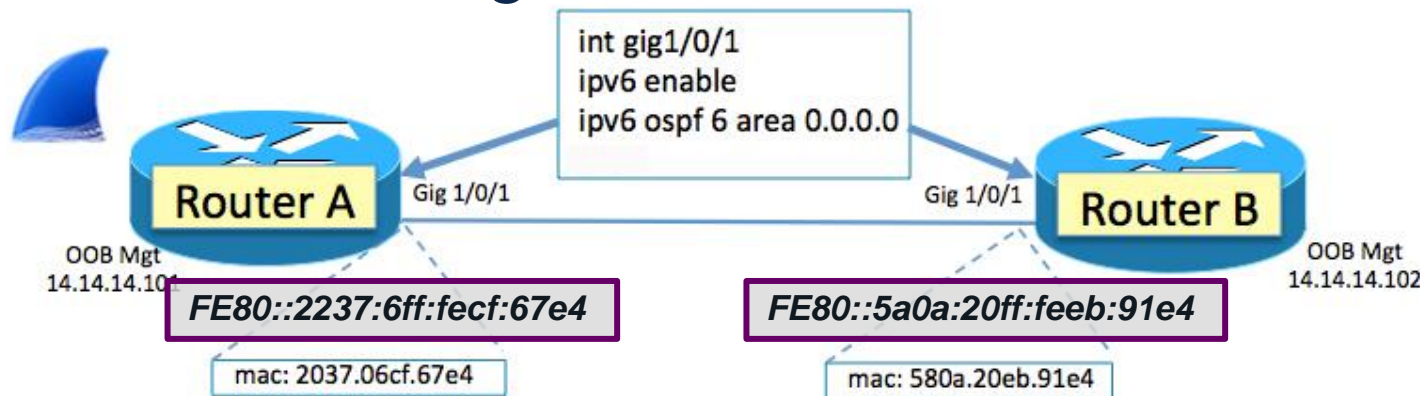 int gig1/0/1
ipv6 enable
ipv6 ospf 6 area 0.0.0.0
Router A
Gig 1/0/1
Gig 1/0/1
Router B
OOB Mgt
14.14.14.101
OOB Mgt
14.14.14.102
FE80::2237:6ff:fecf:67e4
FE80::5a0a:20ff:feeb:91e4
mac: 2037.06cf.67e4
mac: 580a.20eb.91e4